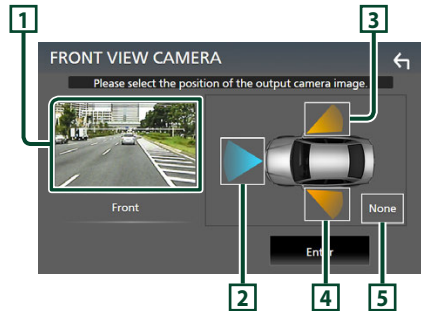 1
3
FRONT VIEW CAMERA
Please select the position of the output camera image.
Front
None
Enter
2
4
5